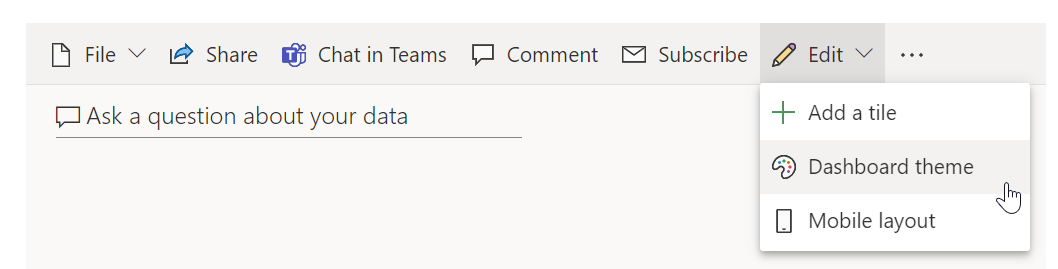 File Share Chat in Teams Comment Subscribe Edit ...
Ask a question about your data
Add a tile
Dashboard theme
Mobile layout